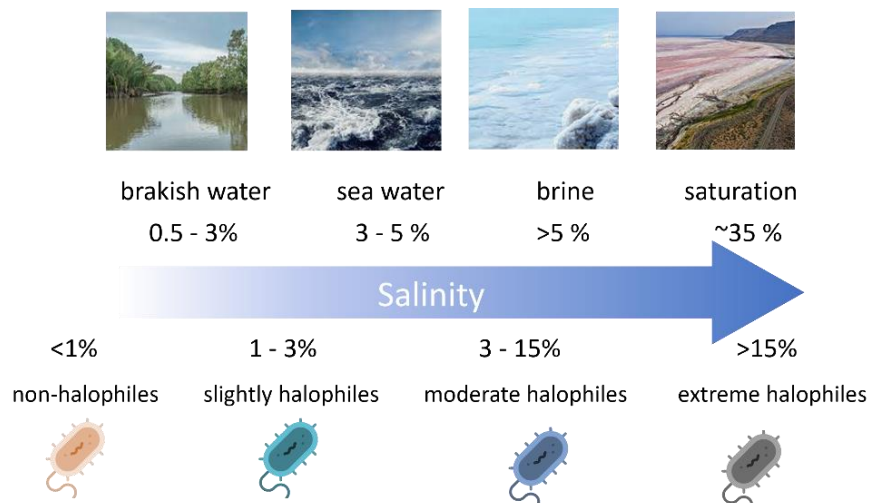 brakish water sea water brine saturation
0.5 - 3% 3 - 5 % >5 % ~35 %
Salinity
<1% 1 - 3% 3 - 15% >15%
non-halophiles slightly halophiles moderate halophiles extreme halophiles